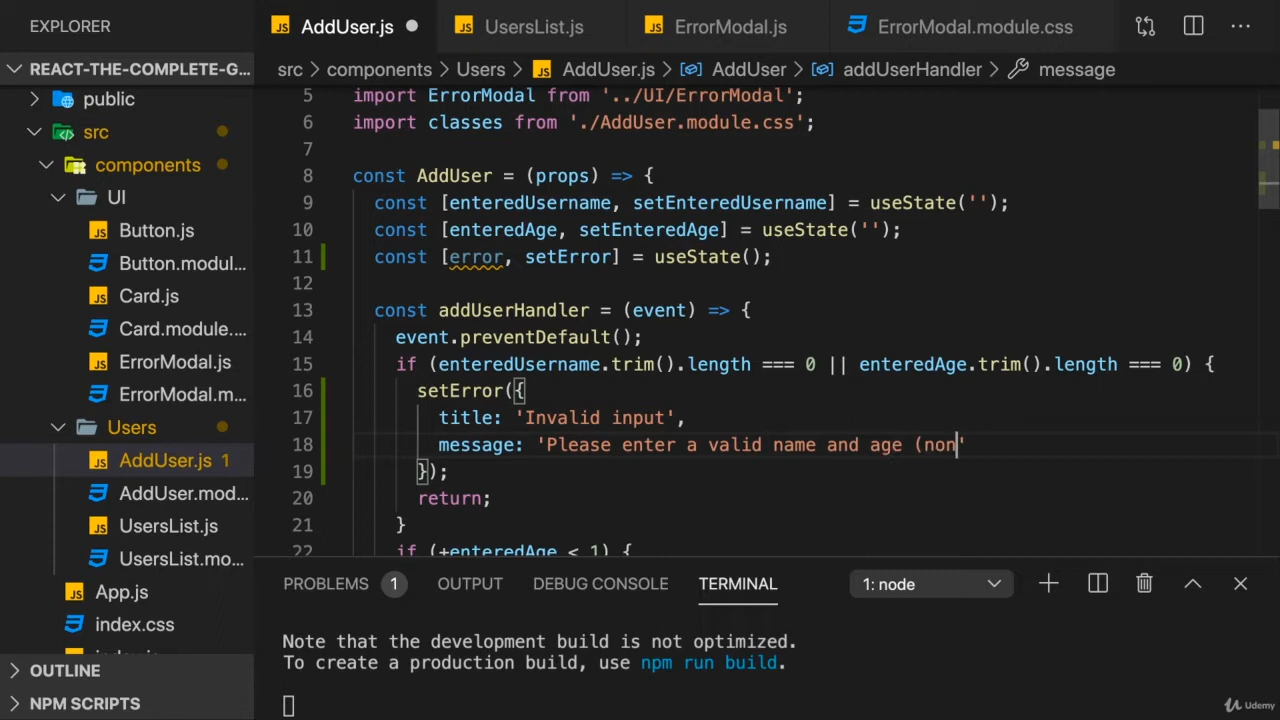 EXPLORER
AddUser.js
UsersList.js
ErrorModal.js
ErrorModal.module.css
REACT-THE-COMPLETE-G...
src > components > Users > AddUser.js > AddUser > addUserHandler > message
public
src
components
UI
Button.js
Button.modul...
Card.js
Card.module....
ErrorModal.js
ErrorModal.m...
Users
AddUser.js 1
AddUser.mod...
UsersList.js
UsersList.mo...
App.js
index.css
OUTLINE
NPM SCRIPTS
5 import ErrorModal from '../UI/ErrorModal';
6 import classes from './AddUser.module.css';
7
8 const AddUser = (props) => {
9 const [enteredUsername, setEnteredUsername] = useState('');
10 const [enteredAge, setEnteredAge] = useState('');
11 const [error, setError] = useState();
12
13 const addUserHandler = (event) => {
14 event.preventDefault();
15 if (enteredUsername.trim().length === 0 || enteredAge.trim().length === 0) {
16 setError({
17 title: 'Invalid input',
18 message: 'Please enter a valid name and age (non'
19 });
20 return;
21 }
22 if (+enteredAge < 1) {
PROBLEMS 1 OUTPUT DEBUG CONSOLE TERMINAL 1: node
Note that the development build is not optimized.
To create a production build, use npm run build.
Udemy